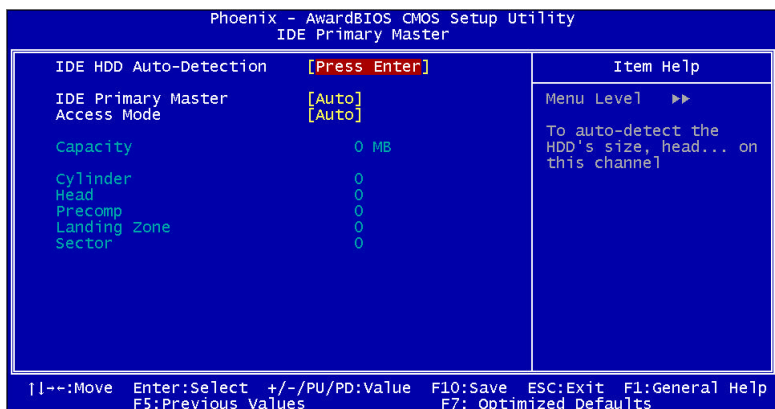 Phoenix - AwardBIOS CMOS Setup Utility
IDE Primary Master
IDE HDD Auto-Detection [Press Enter]
IDE Primary Master [Auto]
Access Mode [Auto]
Capacity 0 MB
Cylinder 0
Head 0
Precomp 0
Landing Zone 0
Sector 0
Item Help
Menu Level ▶▶
To auto-detect the
HDD's size, head... on
this channel
↑↓→←:Move Enter:Select +/-/PU/PD:Value F10:Save ESC:Exit F1:General Help
F5:Previous Values F7: Optimized Defaults